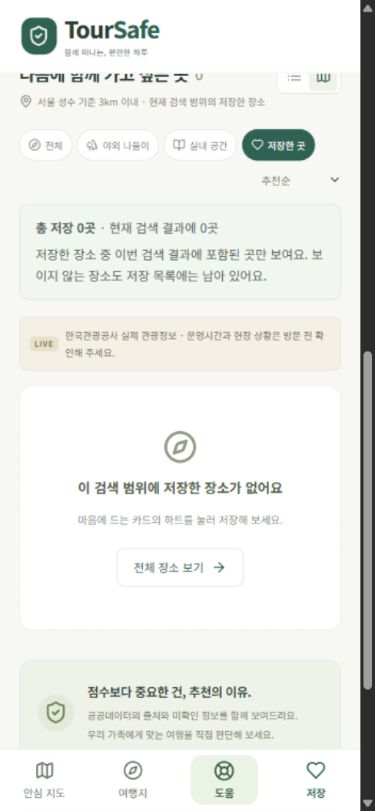 TourSafe
함께 떠나는, 편안한 하루
다음에 함께 가고 싶은 곳 0
서울 성수 기준 3km 이내 · 현재 검색 범위의 저장한 장소
전체
야외 나들이
실내 공간
저장한 곳
추천순
총 저장 0곳 · 현재 검색 결과에 0곳
저장한 장소 중 이번 검색 결과에 포함된 곳만 보여요. 보
이지 않는 장소도 저장 목록에는 남아 있어요.
LIVE
한국관광공사 실제 관광정보 · 운영시간과 현장 상황은 방문 전 확
인해 주세요.
이 검색 범위에 저장한 장소가 없어요
마음에 드는 카드의 하트를 눌러 저장해 보세요.
전체 장소 보기
점수보다 중요한 건, 추천의 이유.
공공데이터의 출처와 미확인 정보를 함께 보여드려요.
우리 가족에게 맞는 여행을 직접 판단해 보세요.
안심 지도
여행지
도움
저장